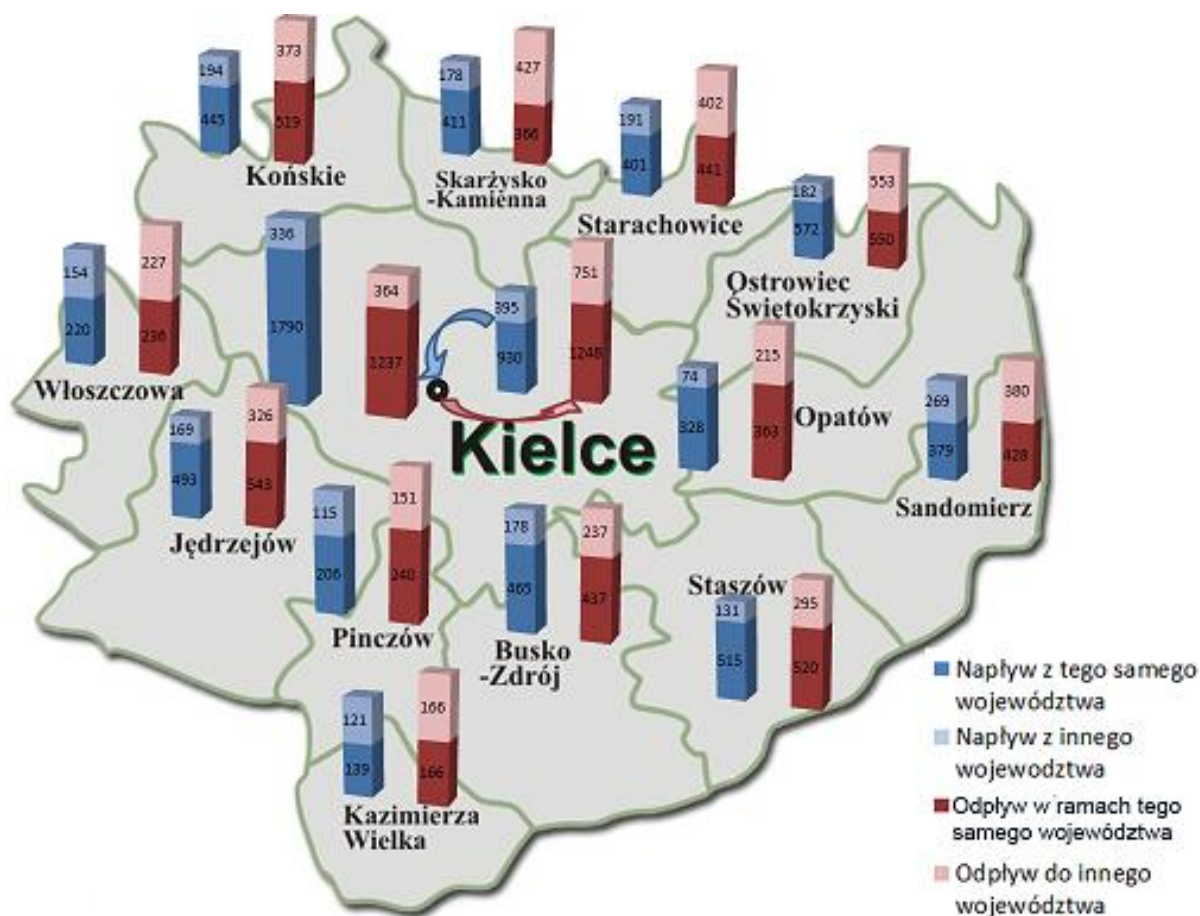 194
445
373
519
Końskie
178
411
427
366
Skarżysko
-Kamienna
191
401
402
441
Starachowice
182
572
553
550
Ostrowiec
Świętokrzyski
154
220
227
236
Włoszczowa
336
1790
364
1237
395
930
751
1248
Kielce
74
328
215
363
Opatów
269
379
380
428
Sandomierz
169
493
326
543
Jędrzejów
115
206
151
240
Pinczów
178
465
237
437
Busko
-Zdrój
Staszów
131
515
295
520
121
139
166
166
Kazimierza
Wielka
Napływ z tego samego
województwa
Napływ z innego
wojewodztwa
Odpływ w ramach tego
samego województwa
Odpływ do innego
województwa